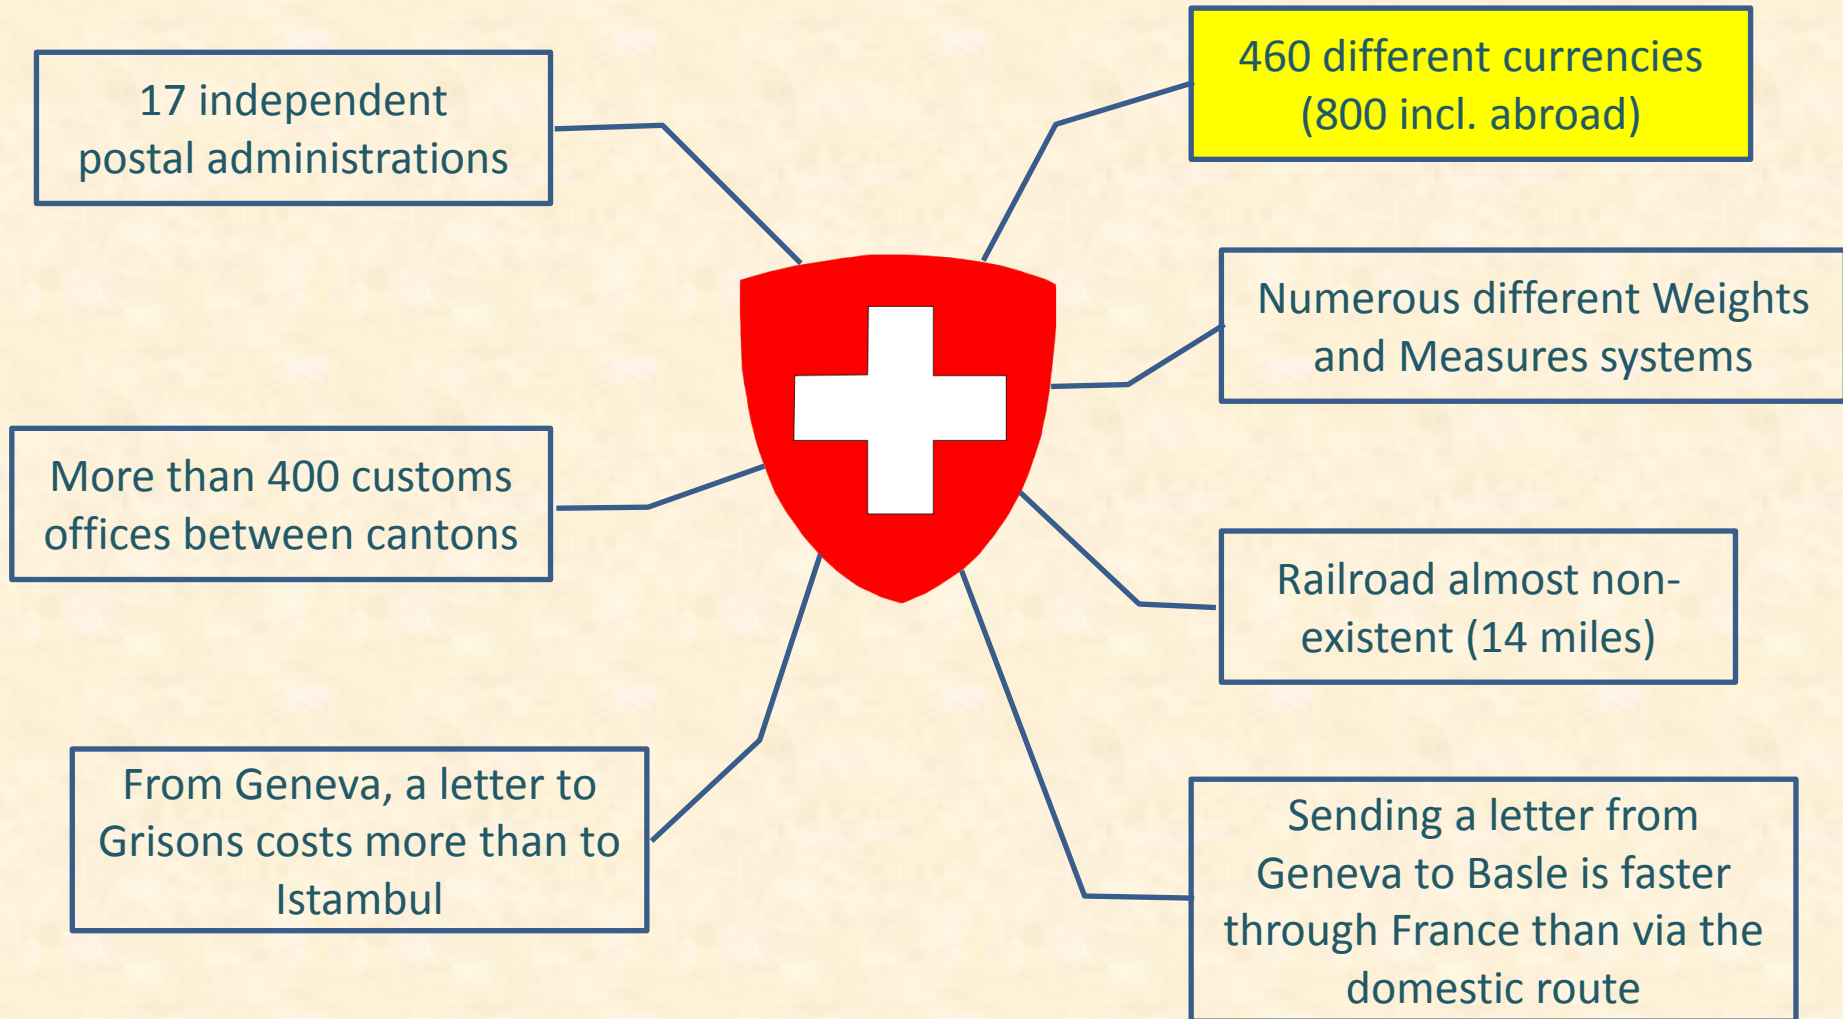 17 independent
postal administrations
460 different currencies
(800 incl. abroad)
Numerous different Weights
and Measures systems
More than 400 customs
offices between cantons
Railroad almost non-
existent (14 miles)
From Geneva, a letter to
Grisons costs more than to
Istambul
Sending a letter from
Geneva to Basle is faster
through France than via the
domestic route